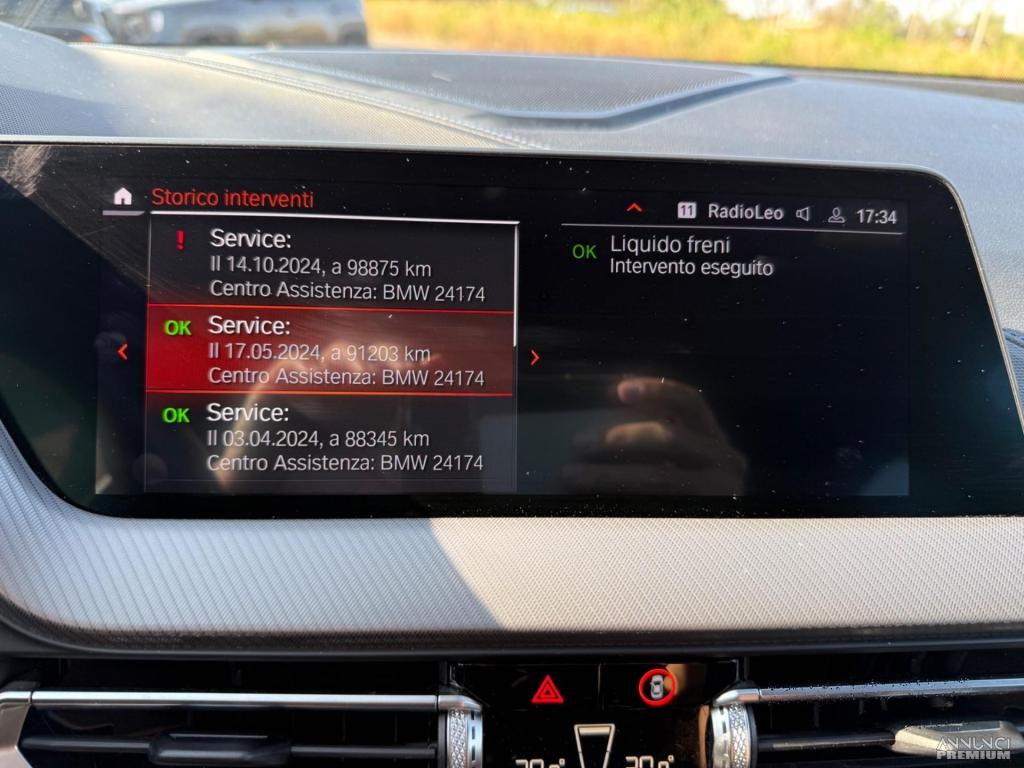 Storico interventi
11 RadioLeo 17:34
! Service:
Il 14.10.2024, a 98875 km
Centro Assistenza: BMW 24174
OK Service:
Il 17.05.2024, a 91203 km
Centro Assistenza: BMW 24174
OK Service:
Il 03.04.2024, a 88345 km
Centro Assistenza: BMW 24174
OK Liquido freni
Intervento eseguito
ANNUNCI
PREMIUM